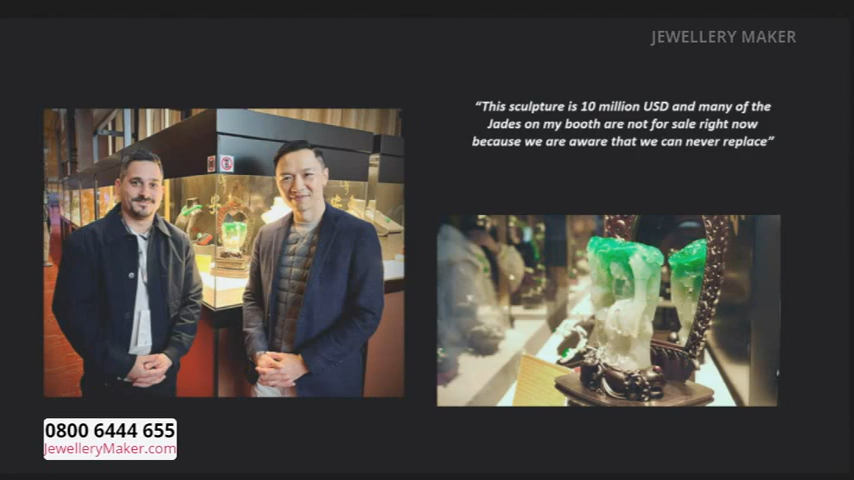 JEWELLERY MAKER
“This sculpture is 10 million USD and many of the
Jades on my booth are not for sale right now
because we are aware that we can never replace”
0800 6444 655
JewelleryMaker.com